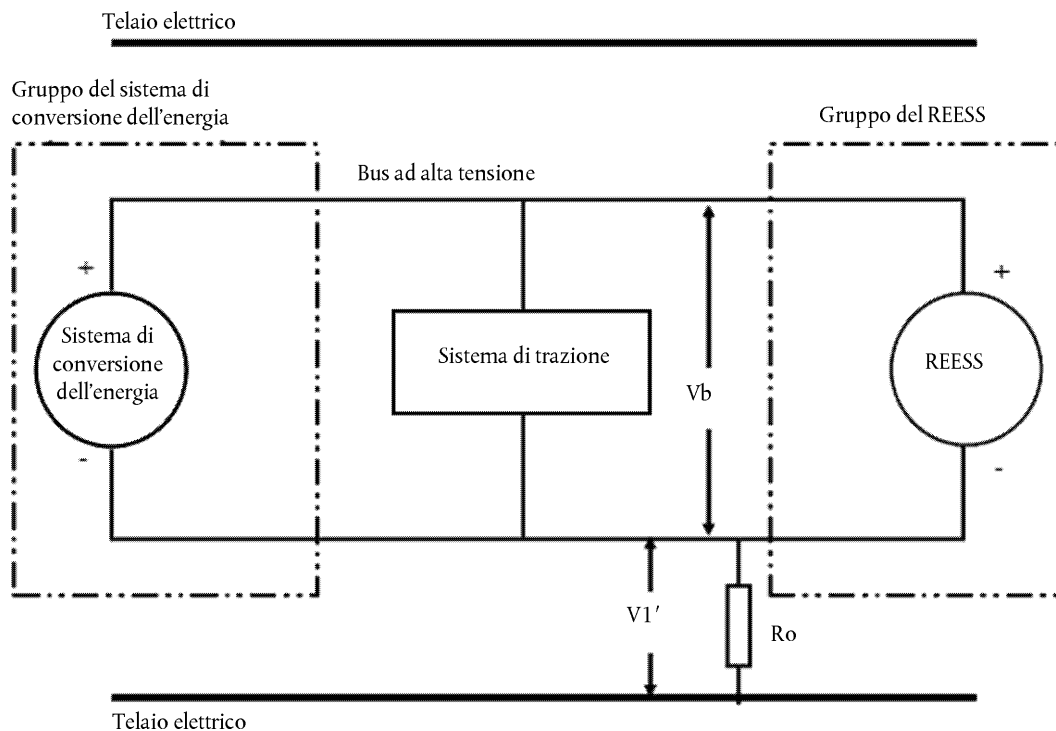 Telaio elettrico
Gruppo del sistema di
conversione dell'energia
Gruppo del REESS
Bus ad alta tensione
+
+
Sistema di
conversione
dell'energia
Sistema di trazione
REESS
Vb
-
-
V1′
Ro
Telaio elettrico